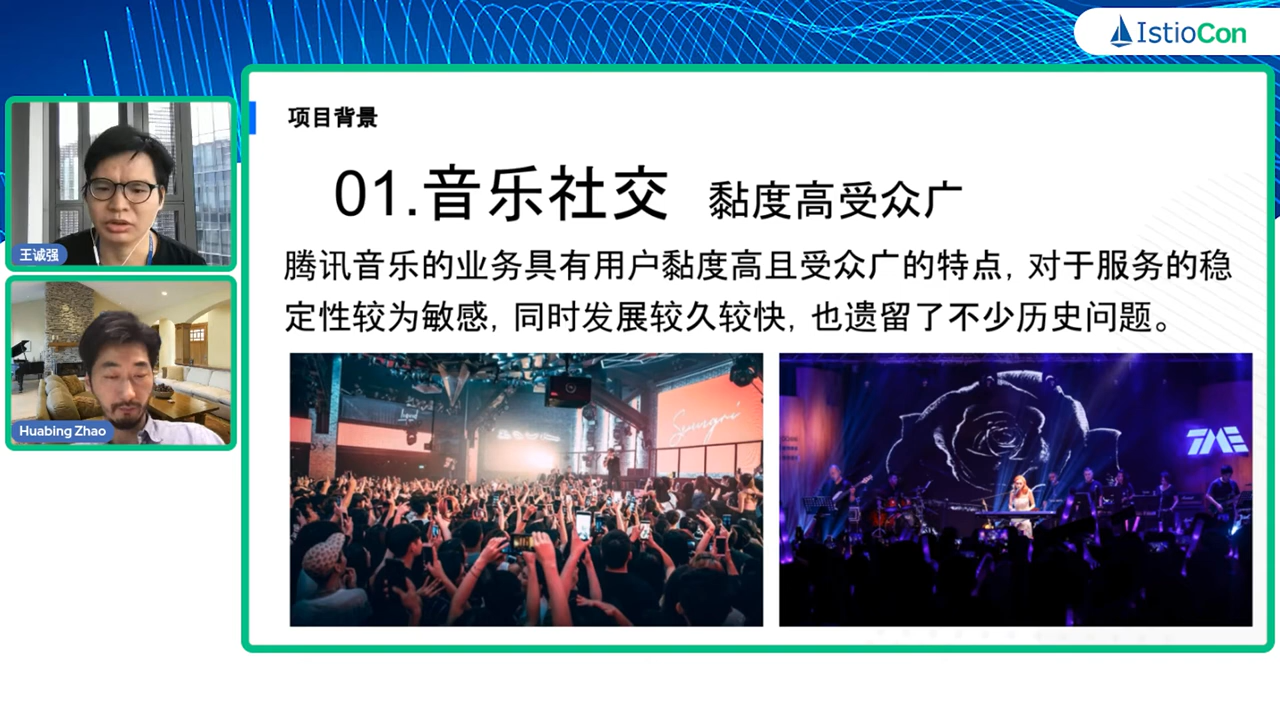 IstioCon
项目背景
01.音乐社交 黏度高受众广
腾讯音乐的业务具有用户黏度高且受众广的特点, 对于服务的稳
定性较为敏感, 同时发展较久较快, 也遗留了不少历史问题。
王诚强
Huabing Zhao
TME